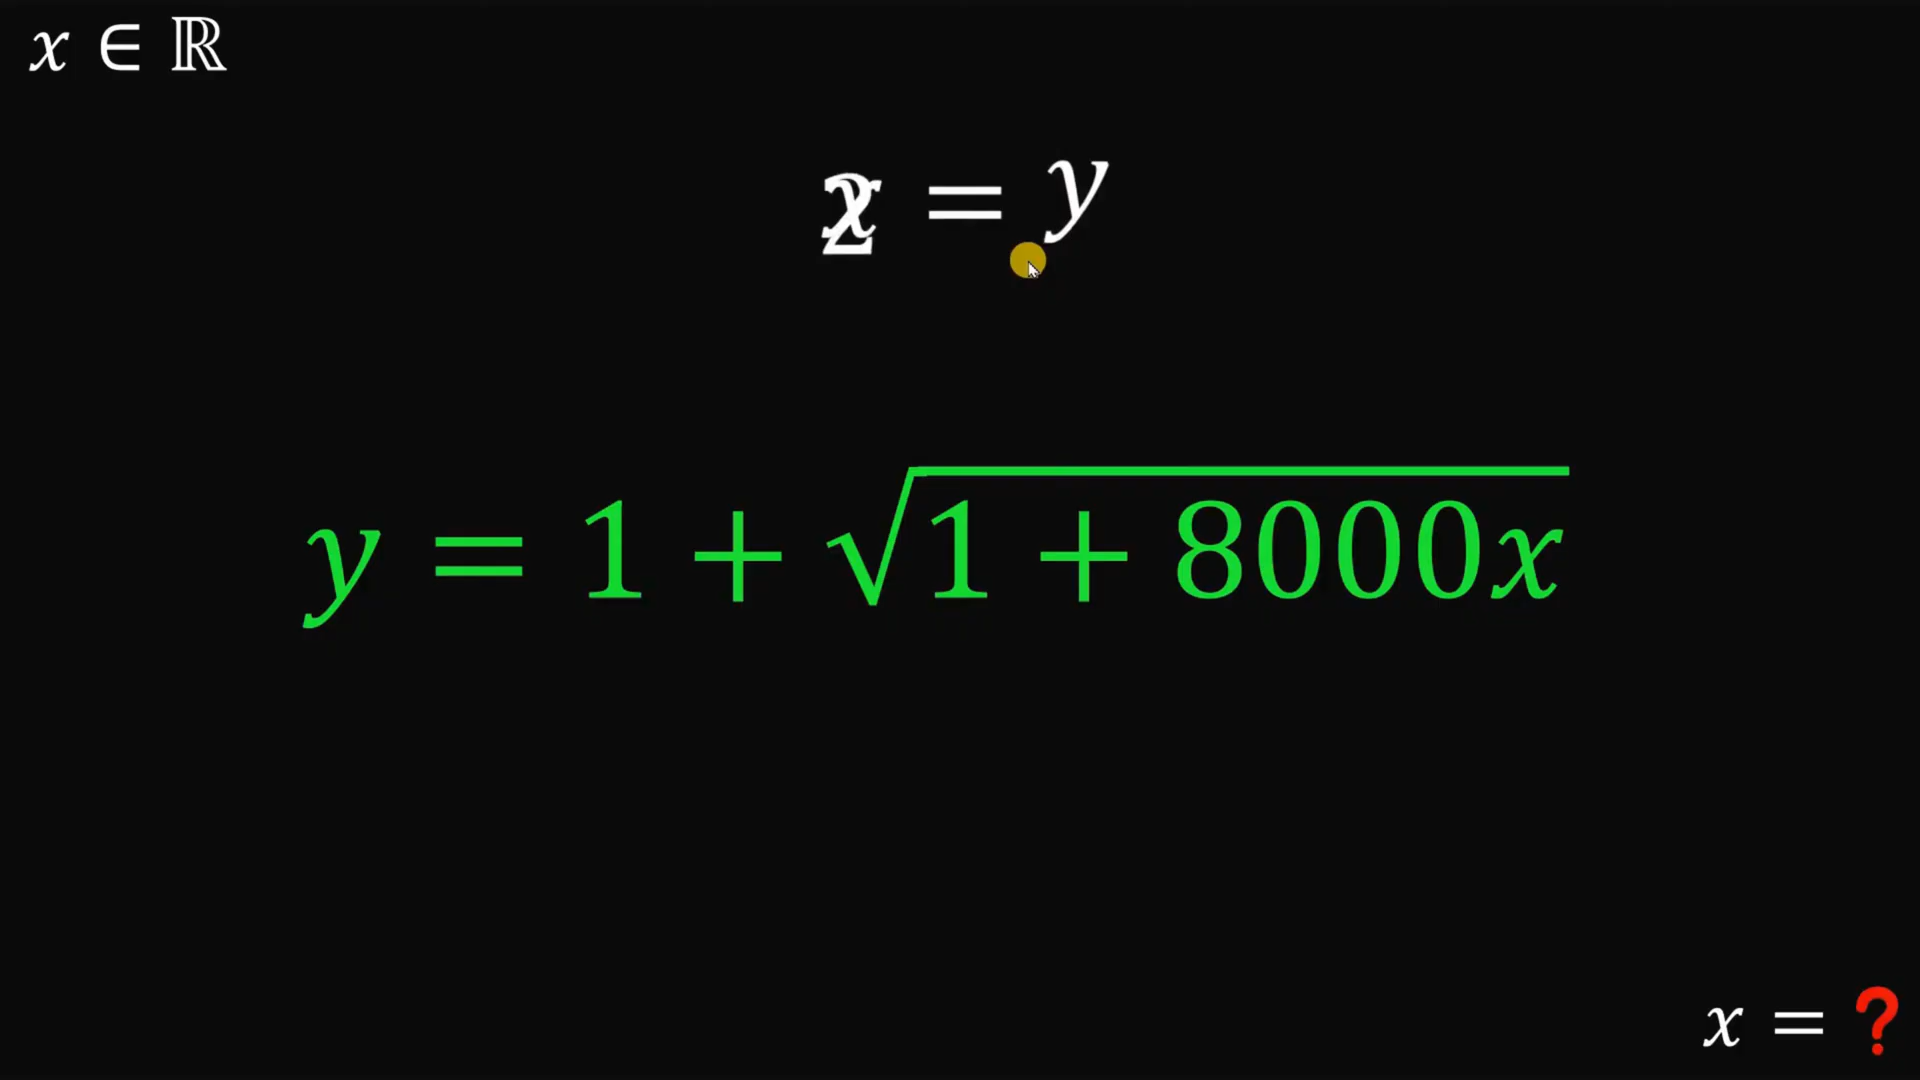 x ∈ ℝ
= y
y = 1 + √(1 + 8000x)
x = ?